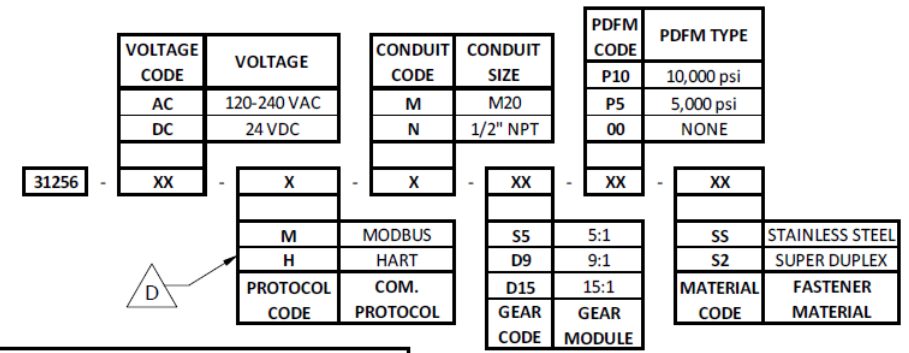 PDFM CODE PDFM TYPE
P10 10,000 psi
P5 5,000 psi
00 NONE
VOLTAGE CODE VOLTAGE
AC 120-240 VAC
DC 24 VDC
CONDUIT CODE CONDUIT SIZE
M M20
N 1/2" NPT
31256 - XX - X - X - XX - XX - XX
M MODBUS
H HART
PROTOCOL CODE COM. PROTOCOL
D
S5 5:1
D9 9:1
D15 15:1
GEAR CODE GEAR MODULE
SS STAINLESS STEEL
S2 SUPER DUPLEX
MATERIAL CODE FASTENER MATERIAL